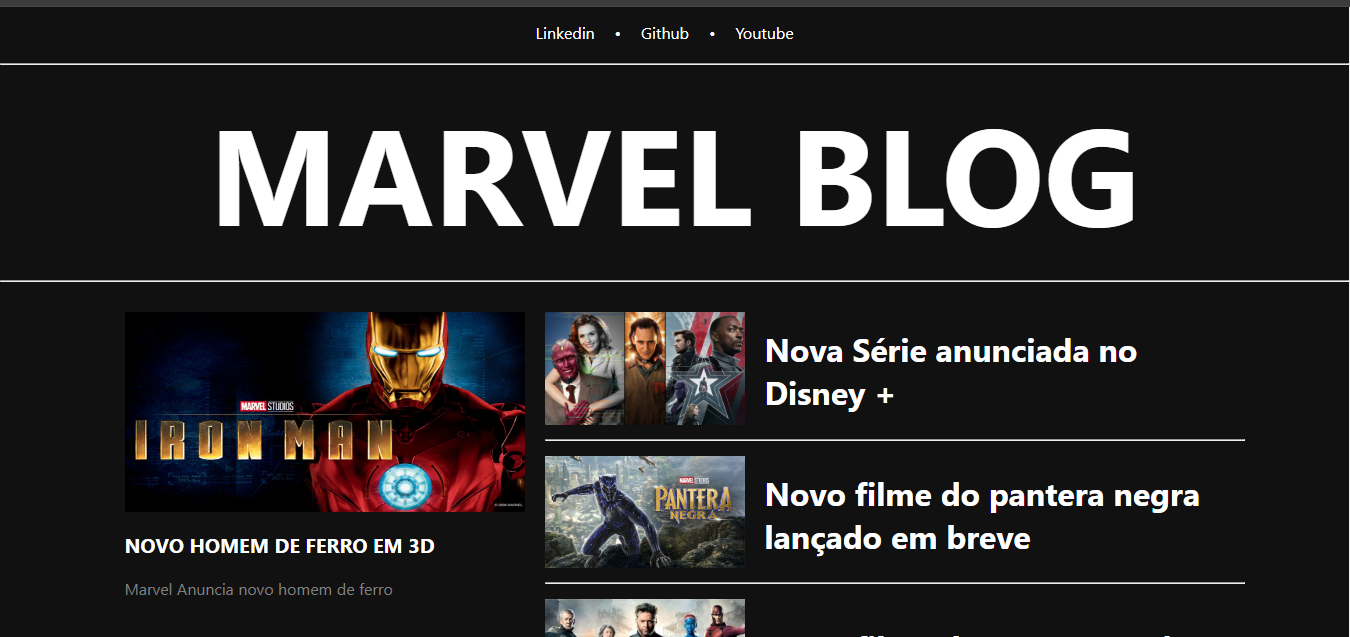 Linkedin • Github • Youtube
MARVEL BLOG
MARVEL STUDIOS
IRON MAN
NOVO HOMEM DE FERRO EM 3D
Marvel Anuncia novo homem de ferro
Nova Série anunciada no
Disney +
MARVEL STUDIOS
PANTERA
NEGRA
Novo filme do pantera negra
lançado em breve